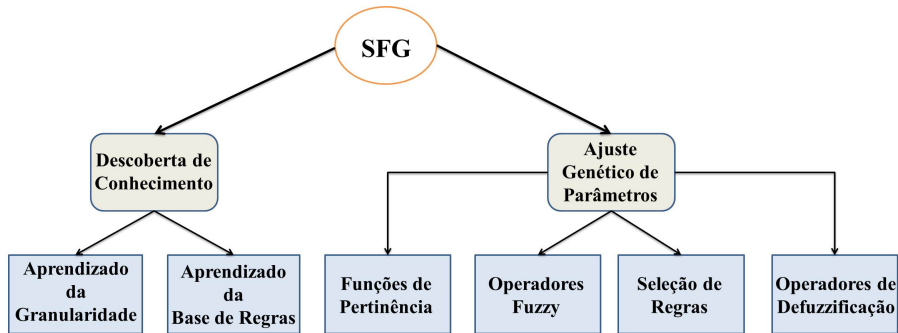 SFG
Descoberta de
Conhecimento
Ajuste
Genético de
Parâmetros
Aprendizado
da
Granularidade
Aprendizado
da
Base de Regras
Funções de
Pertinência
Operadores
Fuzzy
Seleção de
Regras
Operadores de
Defuzzificação